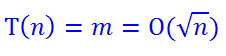 T(n) = m = O(√n)